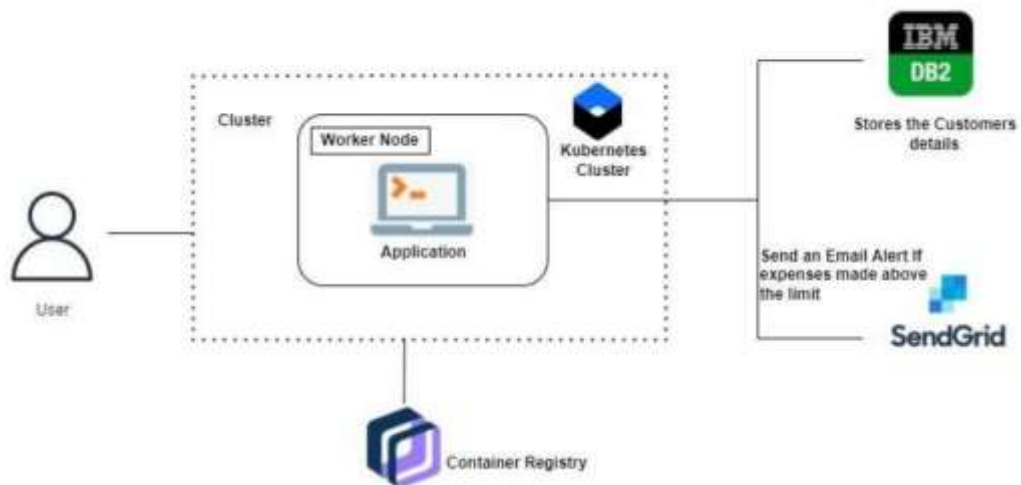 IBM
DB2
Stores the Customers
details
Cluster
Worker Node
Kubernetes
Cluster
Application
User
Send an Email Alert If
expenses made above
the limit
SendGrid
Container Registry